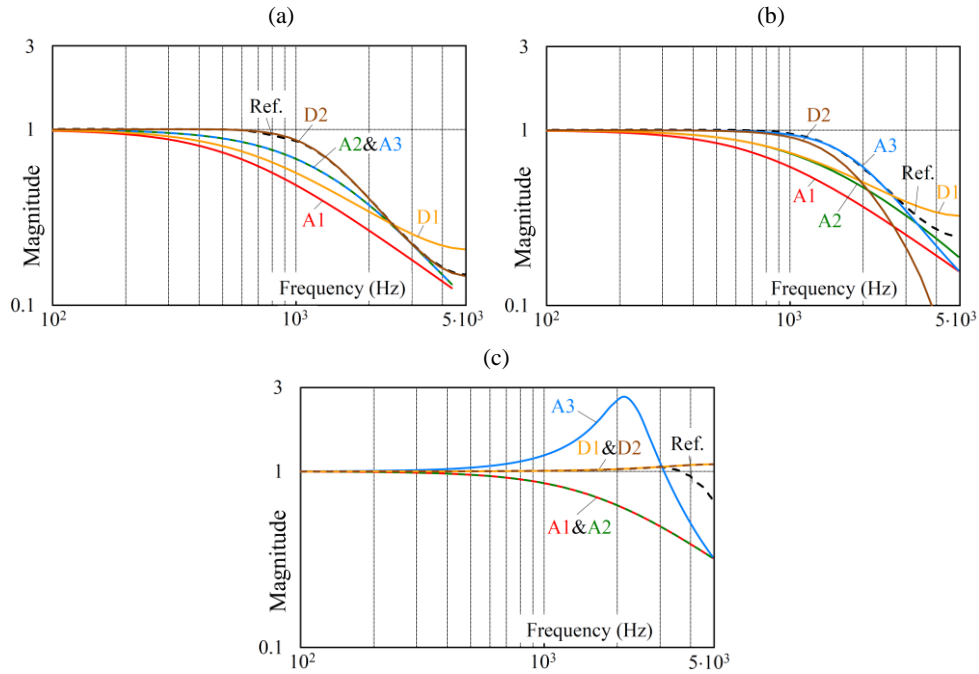 (a)
3
1
0.1
Magnitude
Ref.
D2
A2&A3
A1
D1
Frequency (Hz)
10²
10³
5·10³
(b)
3
1
0.1
Magnitude
D2
A3
Ref.
D1
A1
A2
Frequency (Hz)
10²
10³
5·10³
(c)
3
1
0.1
Magnitude
A3
D1&D2
Ref.
A1&A2
Frequency (Hz)
10²
10³
5·10³